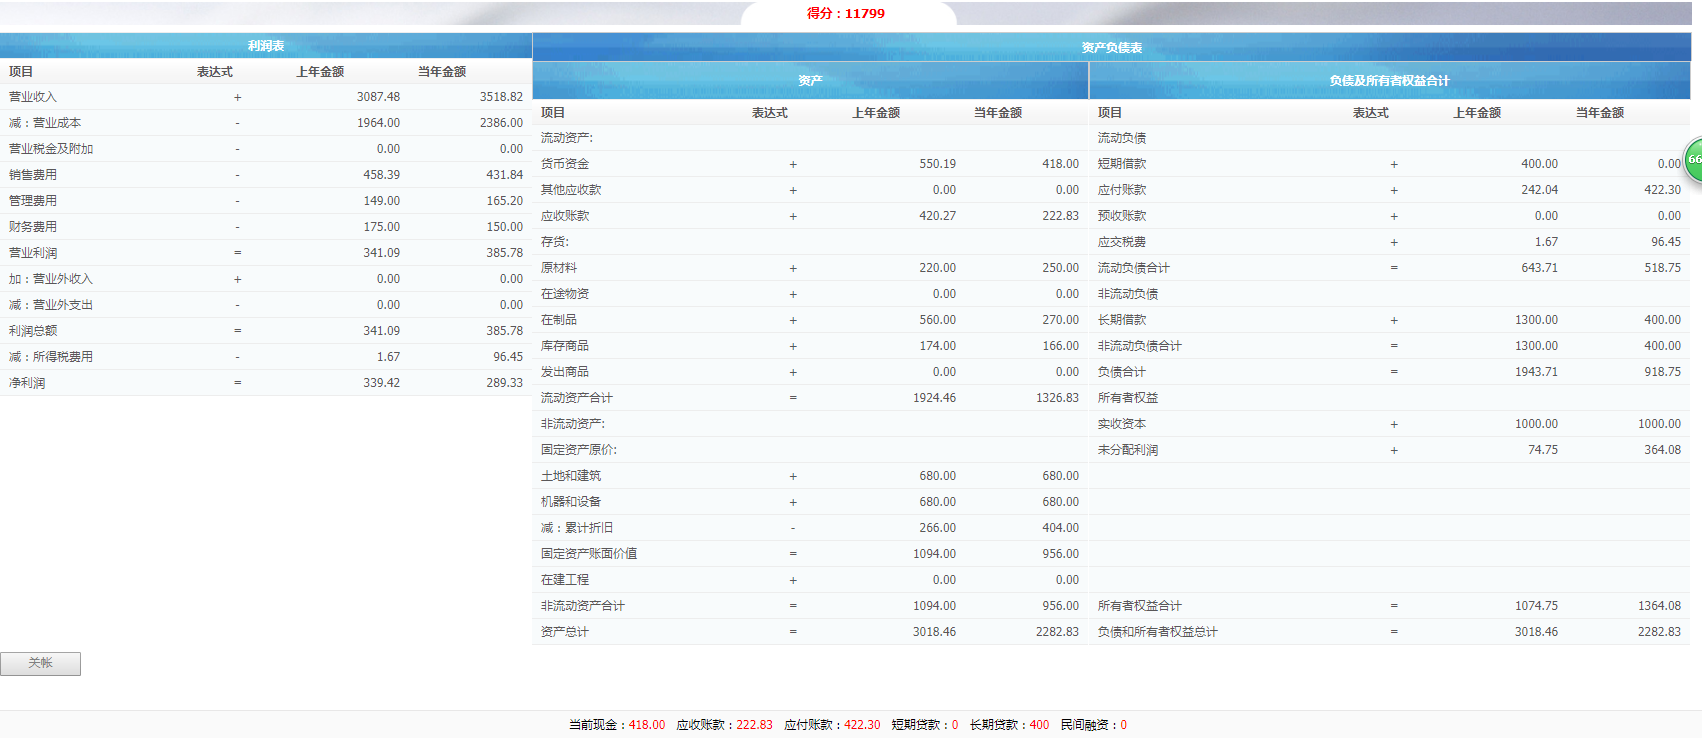 得分：11799
利润表
项目 表达式 上年金额 当年金额
营业收入 + 3087.48 3518.82
减：营业成本 - 1964.00 2386.00
营业税金及附加 - 0.00 0.00
销售费用 - 458.39 431.84
管理费用 - 149.00 165.20
财务费用 - 175.00 150.00
营业利润 = 341.09 385.78
加：营业外收入 + 0.00 0.00
减：营业外支出 - 0.00 0.00
利润总额 = 341.09 385.78
减：所得税费用 - 1.67 96.45
净利润 = 339.42 289.33
资产负债表
资产
项目 表达式 上年金额 当年金额
流动资产:
货币资金 + 550.19 418.00
其他应收款 + 0.00 0.00
应收账款 + 420.27 222.83
存货:
原材料 + 220.00 250.00
在途物资 + 0.00 0.00
在制品 + 560.00 270.00
库存商品 + 174.00 166.00
发出商品 + 0.00 0.00
流动资产合计 = 1924.46 1326.83
非流动资产:
固定资产原价:
土地和建筑 + 680.00 680.00
机器和设备 + 680.00 680.00
减：累计折旧 - 266.00 404.00
固定资产账面价值 = 1094.00 956.00
在建工程 + 0.00 0.00
非流动资产合计 = 1094.00 956.00
资产总计 = 3018.46 2282.83
负债及所有者权益合计
项目 表达式 上年金额 当年金额
流动负债
短期借款 + 400.00 0.00
应付账款 + 242.04 422.30
预收账款 + 0.00 0.00
应交税费 + 1.67 96.45
流动负债合计 = 643.71 518.75
非流动负债
长期借款 + 1300.00 400.00
非流动负债合计 = 1300.00 400.00
负债合计 = 1943.71 918.75
所有者权益
实收资本 + 1000.00 1000.00
未分配利润 + 74.75 364.08
所有者权益合计 = 1074.75 1364.08
负债和所有者权益总计 = 3018.46 2282.83
66
关帐
当前现金：418.00 应收账款：222.83 应付账款：422.30 短期贷款：0 长期贷款：400 民间融资：0